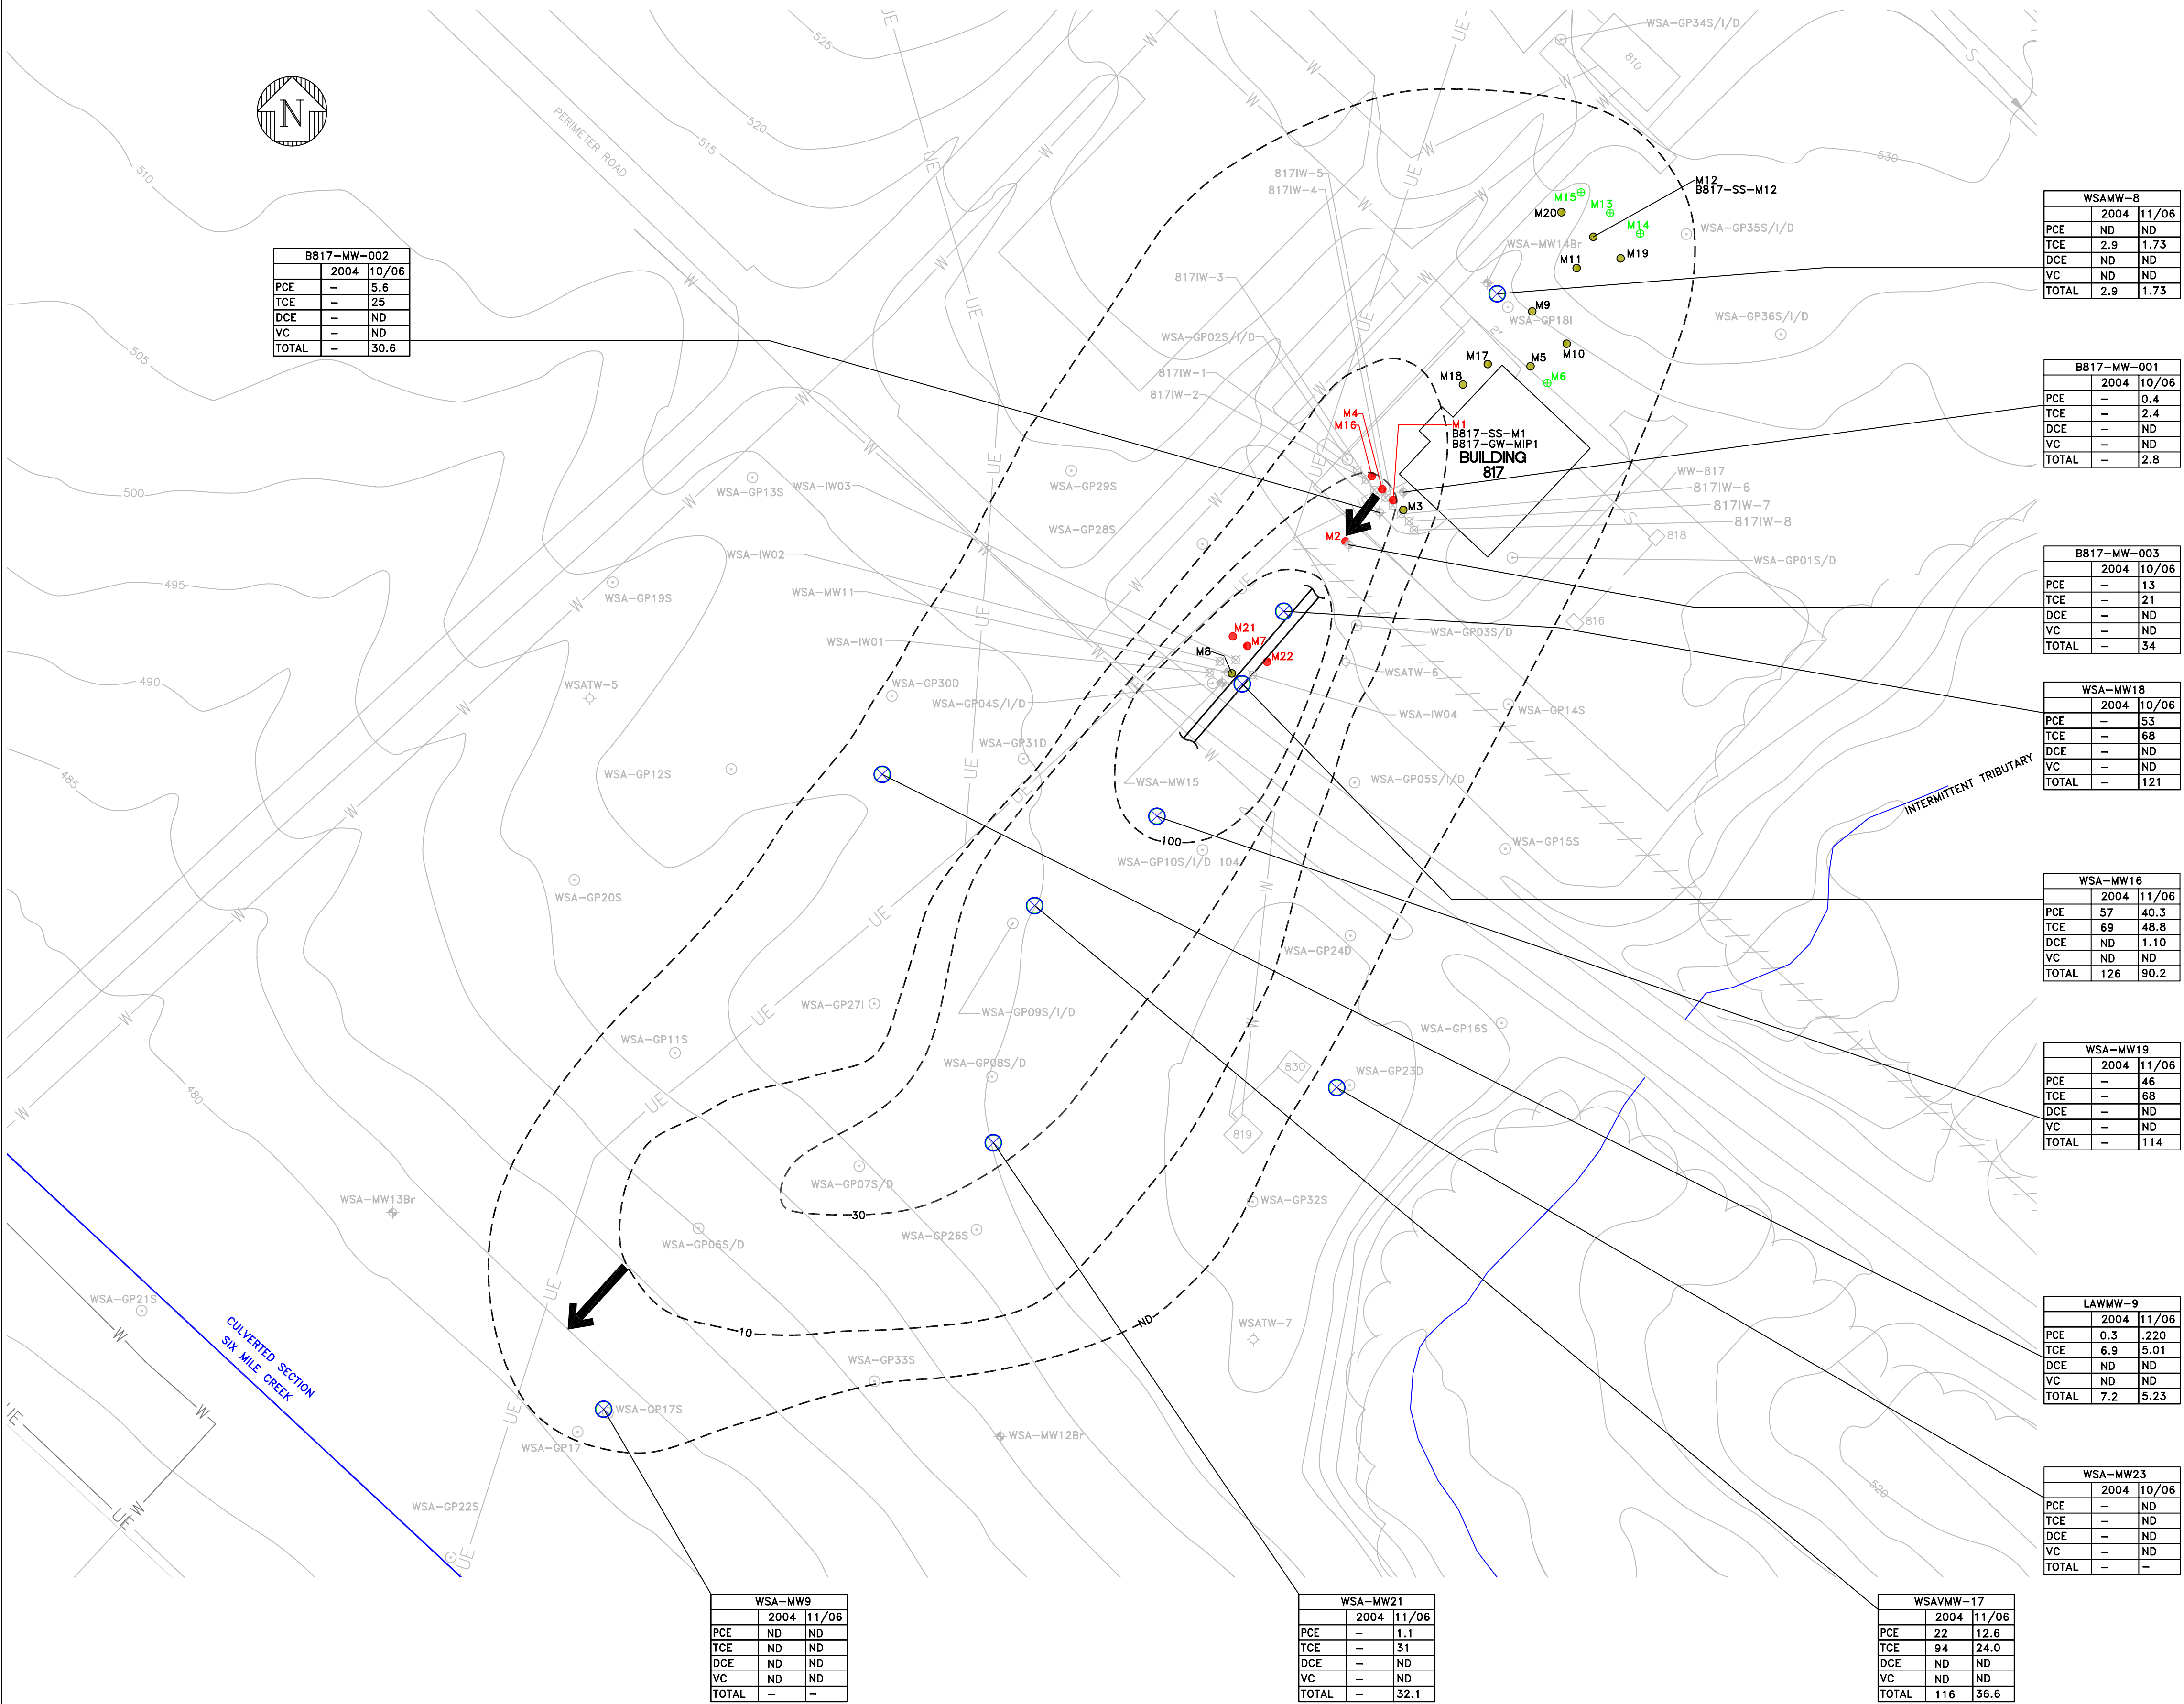 N
PERIMETER ROAD
525
520
515
510
505
500
495
490
485
480
530
520
WSA-GP34S/I/D
810
S
UE
W
817IW-5
817IW-4
817IW-3
WSA-GP02S/I/D
817IW-1
817IW-2
M12
B817-SS-M12
M15
M13
M20
M14
WSA-GP35S/I/D
WSA-MW14Br
M11
M19
M9
WSA-GP18I
WSA-GP36S/I/D
M10
M17
M5
M18
M6
M4
M16
M1
B817-SS-M1
B817-GW-MIP1
BUILDING
817
WW-817
817IW-6
817IW-7
817IW-8
M3
M2
818
WSA-GP01S/D
816
WSA-GP13S
WSA-IW03
WSA-GP29S
WSA-GP28S
WSA-IW02
WSA-MW11
WSA-IW01
WSA-GP19S
M21
M7
M8
M22
WSA-GP03S/D
WSATW-6
WSATW-5
WSA-GP30D
WSA-GP04S/I/D
WSA-IW04
WSA-GP14S
WSA-GP31D
WSA-GP12S
WSA-MW15
WSA-GP05S/I/D
INTERMITTENT TRIBUTARY
100
WSA-GP10S/I/D 104
WSA-GP15S
WSA-GP20S
WSA-GP24D
WSA-GP27I
WSA-GP09S/I/D
WSA-GP16S
WSA-GP11S
WSA-GP08S/D
830
WSA-GP23D
819
WSA-GP07S/D
WSA-MW13Br
WSA-GP32S
30
WSA-GP06S/D
WSA-GP26S
WSA-GP21S
CULVERTED SECTION
SIX MILE CREEK
10
ND
WSATW-7
WSA-GP33S
WSA-GP17S
WSA-GP17
WSA-MW12Br
WSA-GP22S
B817-MW-002
2004 10/06
PCE – 5.6
TCE – 25
DCE – ND
VC – ND
TOTAL – 30.6
WSAMW-8
2004 11/06
PCE ND ND
TCE 2.9 1.73
DCE ND ND
VC ND ND
TOTAL 2.9 1.73
B817-MW-001
2004 10/06
PCE – 0.4
TCE – 2.4
DCE – ND
VC – ND
TOTAL – 2.8
B817-MW-003
2004 10/06
PCE – 13
TCE – 21
DCE – ND
VC – ND
TOTAL – 34
WSA-MW18
2004 10/06
PCE – 53
TCE – 68
DCE – ND
VC – ND
TOTAL – 121
WSA-MW16
2004 11/06
PCE 57 40.3
TCE 69 48.8
DCE ND 1.10
VC ND ND
TOTAL 126 90.2
WSA-MW19
2004 11/06
PCE – 46
TCE – 68
DCE – ND
VC – ND
TOTAL – 114
LAWMW-9
2004 11/06
PCE 0.3 .220
TCE 6.9 5.01
DCE ND ND
VC ND ND
TOTAL 7.2 5.23
WSA-MW23
2004 10/06
PCE – ND
TCE – ND
DCE – ND
VC – ND
TOTAL – –
WSA-MW9
2004 11/06
PCE ND ND
TCE ND ND
DCE ND ND
VC ND ND
TOTAL – –
WSA-MW21
2004 11/06
PCE – 1.1
TCE – 31
DCE – ND
VC – ND
TOTAL – 32.1
WSAVMW-17
2004 11/06
PCE 22 12.6
TCE 94 24.0
DCE ND ND
VC ND ND
TOTAL 116 36.6